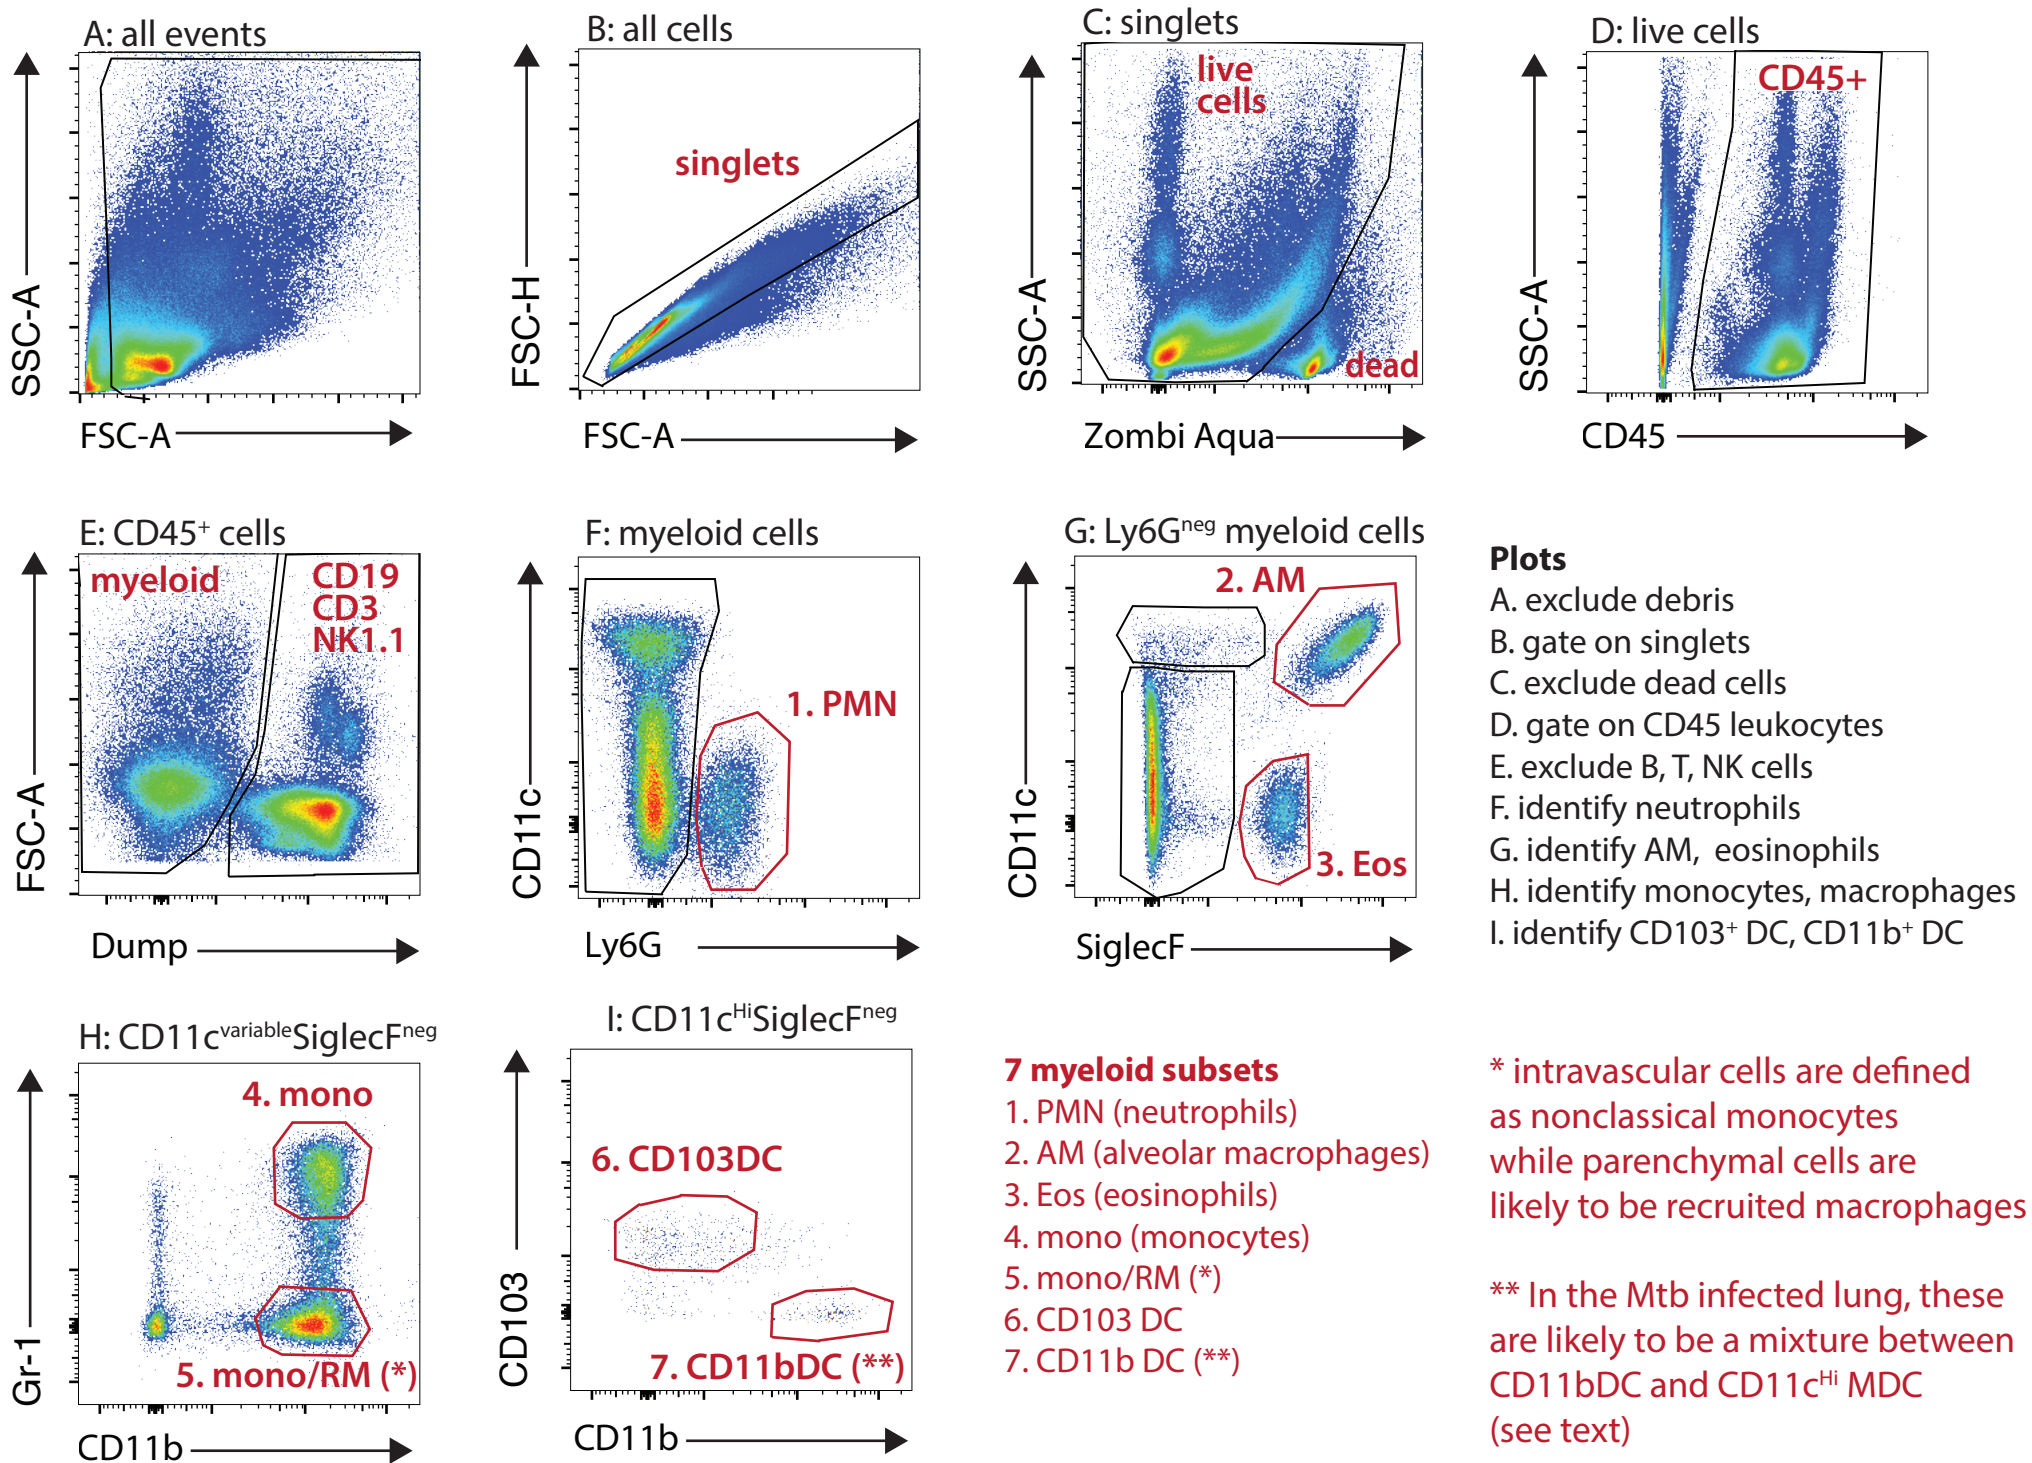 A: all events
B: all cells
C: singlets
D: live cells
SSC-A
FSC-A
FSC-H
singlets
FSC-A
SSC-A
live
cells
dead
Zombi Aqua
SSC-A
CD45+
CD45
E: CD45⁺ cells
F: myeloid cells
G: Ly6Gⁿᵉᵍ myeloid cells
FSC-A
myeloid
CD19
CD3
NK1.1
Dump
CD11c
1. PMN
Ly6G
CD11c
2. AM
3. Eos
SiglecF
Plots
A. exclude debris
B. gate on singlets
C. exclude dead cells
D. gate on CD45 leukocytes
E. exclude B, T, NK cells
F. identify neutrophils
G. identify AM, eosinophils
H. identify monocytes, macrophages
I. identify CD103⁺ DC, CD11b⁺ DC
H: CD11cᵛᵃʳⁱᵃᵇˡᵉSiglecFⁿᵉᵍ
I: CD11cᴴⁱSiglecFⁿᵉᵍ
Gr-1
4. mono
5. mono/RM (*)
CD11b
CD103
6. CD103DC
7. CD11bDC (**)
CD11b
7 myeloid subsets
1. PMN (neutrophils)
2. AM (alveolar macrophages)
3. Eos (eosinophils)
4. mono (monocytes)
5. mono/RM (*)
6. CD103 DC
7. CD11b DC (**)
* intravascular cells are defined
as nonclassical monocytes
while parenchymal cells are
likely to be recruited macrophages
** In the Mtb infected lung, these
are likely to be a mixture between
CD11bDC and CD11cᴴⁱ MDC
(see text)